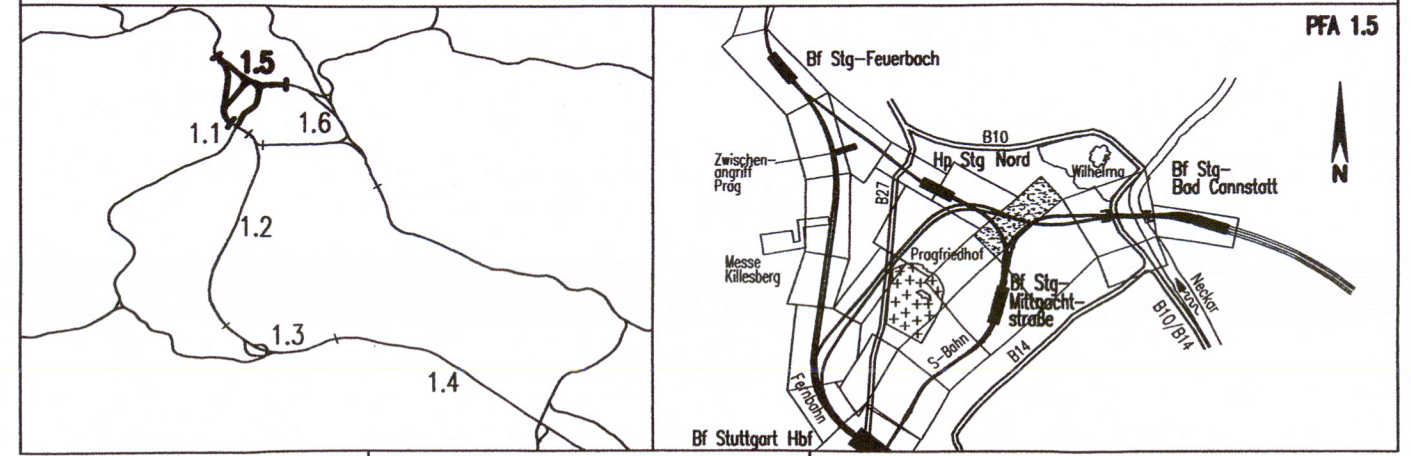 1.5
1.1
1.6
1.2
1.3
1.4
PFA 1.5
Bf Stg-Feuerbach
B10
Zwischen-
angriff
Prag
Hp Stg Nord
Wilhelma
Bf Stg-
Bad Cannstatt
N
B27
Messe
Killesberg
Pragfriedhof
Bf Stg-
Mittnacht-
straße
Neckar
B10/B14
S-Bahn
B14
Fernbahn
Bf Stuttgart Hbf